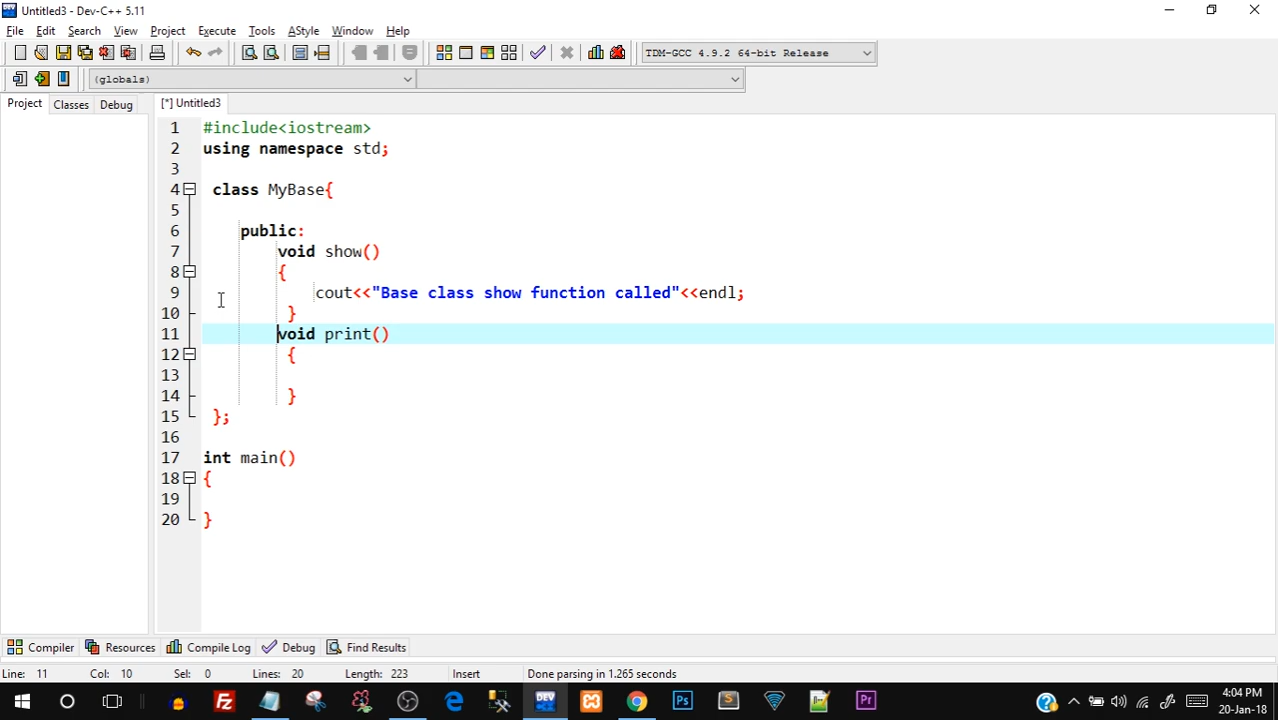 Untitled3 - Dev-C++ 5.11
File Edit Search View Project Execute Tools AStyle Window Help
TDM-GCC 4.9.2 64-bit Release
(globals)
Project Classes Debug [*] Untitled3
1 #include<iostream>
2 using namespace std;
3
4 class MyBase{
5
6 public:
7 void show()
8 {
9 cout<<"Base class show function called"<<endl;
10 }
11 void print()
12 {
13
14 }
15 };
16
17 int main()
18 {
19
20 }
Compiler Resources Compile Log Debug Find Results
Line: 11 Col: 10 Sel: 0 Lines: 20 Length: 223 Insert Done parsing in 1.265 seconds
4:04 PM
20-Jan-18